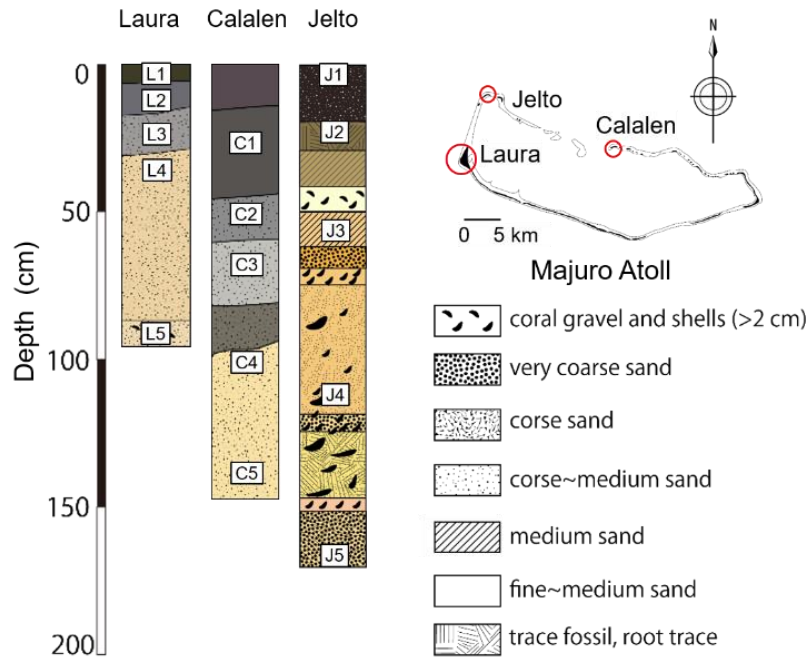 Laura Calalen Jelto
Depth (cm)
0
50
100
150
200
L1
L2
L3
L4
L5
C1
C2
C3
C4
C5
J1
J2
J3
J4
J5
N
Jelto
Calalen
Laura
0 5 km
Majuro Atoll
coral gravel and shells (>2 cm)
very coarse sand
corse sand
corse~medium sand
medium sand
fine~medium sand
trace fossil, root trace